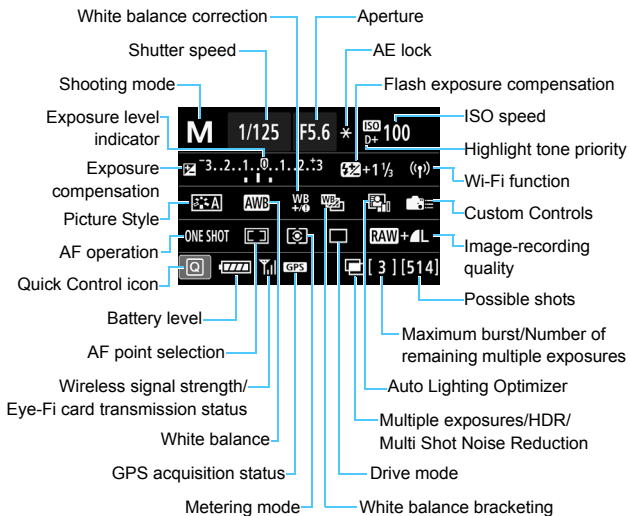 White balance correction
Aperture
Shutter speed
AE lock
Shooting mode
Flash exposure compensation
Exposure level
indicator
ISO speed
Highlight tone priority
Exposure
compensation
Wi-Fi function
Picture Style
Custom Controls
AF operation
Image-recording
quality
Quick Control icon
Possible shots
M 1/125 F5.6 * ISO D+ 100
-3..2..1..0..1..2..+3 +1 1/3
A AWB WB +/- WB
ONE SHOT RAW+L
Q GPS [ 3 ] [514]
Battery level
Maximum burst/Number of
remaining multiple exposures
AF point selection
Wireless signal strength/
Eye-Fi card transmission status
Auto Lighting Optimizer
White balance
Multiple exposures/HDR/
Multi Shot Noise Reduction
GPS acquisition status
Drive mode
Metering mode
White balance bracketing